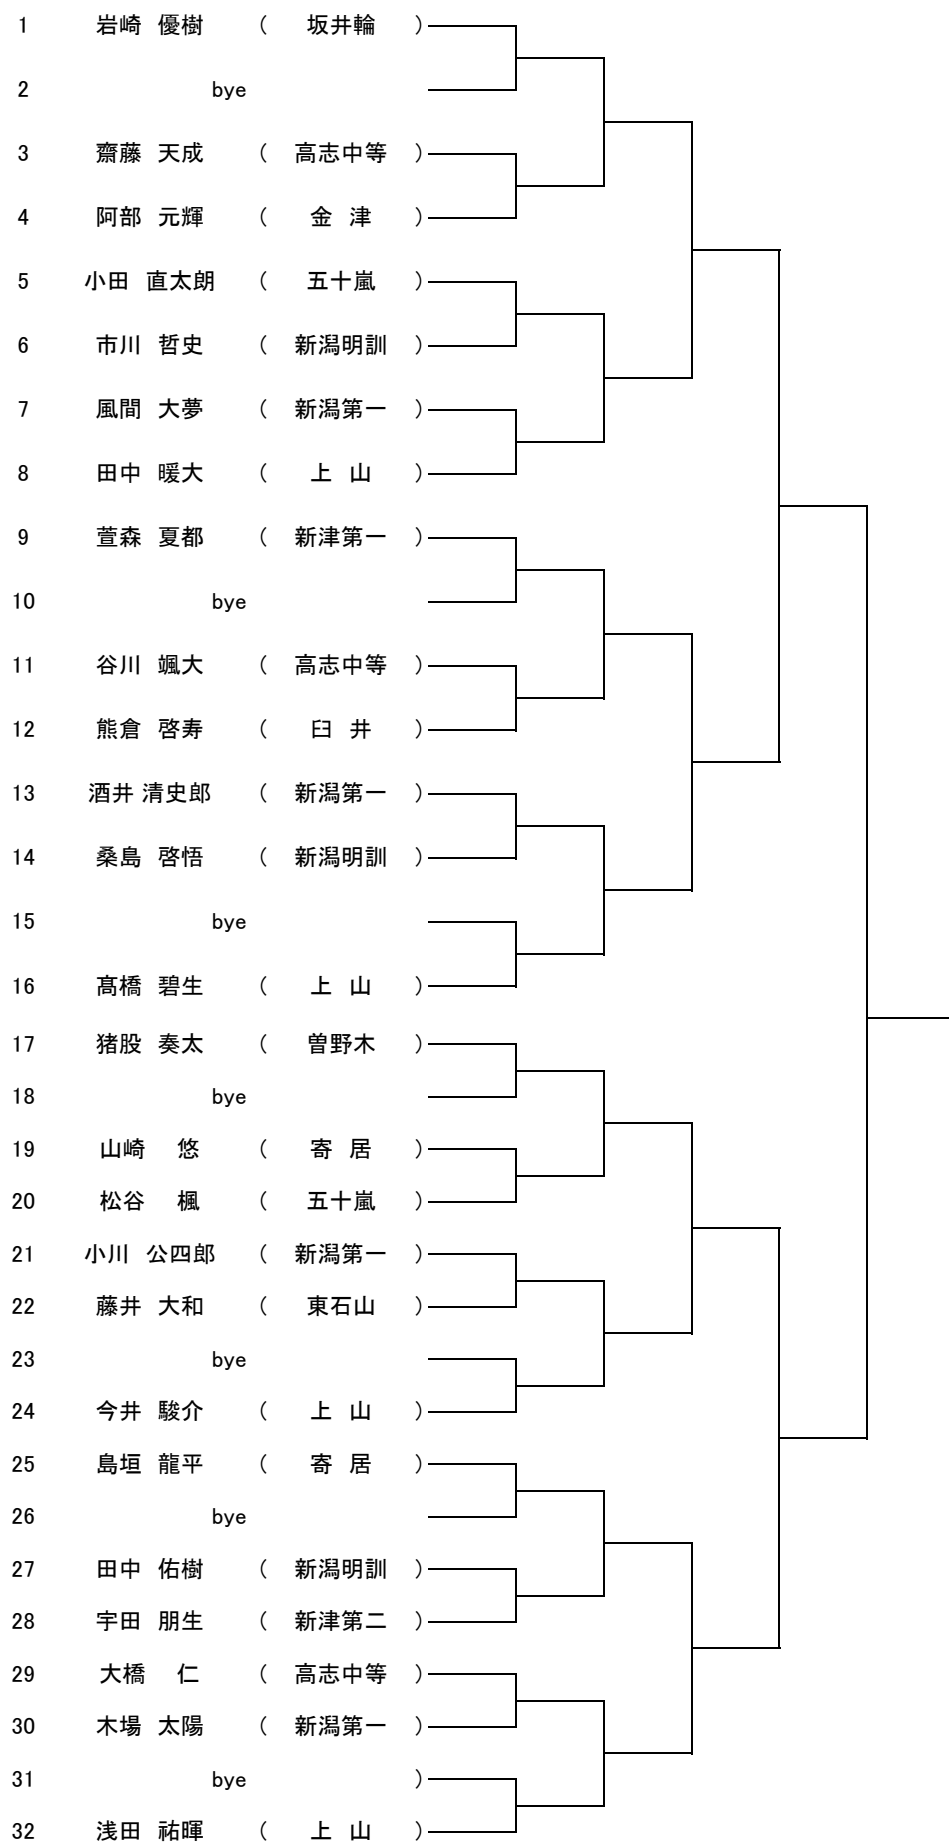 1 岩崎 優樹 ( 坂井輪 )
2 bye
3 齋藤 天成 ( 高志中等 )
4 阿部 元輝 ( 金 津 )
5 小田 直太朗 ( 五十嵐 )
6 市川 哲史 ( 新潟明訓 )
7 風間 大夢 ( 新潟第一 )
8 田中 暖大 ( 上 山 )
9 萱森 夏都 ( 新津第一 )
10 bye
11 谷川 颯大 ( 高志中等 )
12 熊倉 啓寿 ( 臼 井 )
13 酒井 清史郎 ( 新潟第一 )
14 桑島 啓悟 ( 新潟明訓 )
15 bye
16 髙橋 碧生 ( 上 山 )
17 猪股 奏太 ( 曽野木 )
18 bye
19 山崎 悠 ( 寄 居 )
20 松谷 楓 ( 五十嵐 )
21 小川 公四郎 ( 新潟第一 )
22 藤井 大和 ( 東石山 )
23 bye
24 今井 駿介 ( 上 山 )
25 島垣 龍平 ( 寄 居 )
26 bye
27 田中 佑樹 ( 新潟明訓 )
28 宇田 朋生 ( 新津第二 )
29 大橋 仁 ( 高志中等 )
30 木場 太陽 ( 新潟第一 )
31 bye )
32 浅田 祐暉 ( 上 山 )